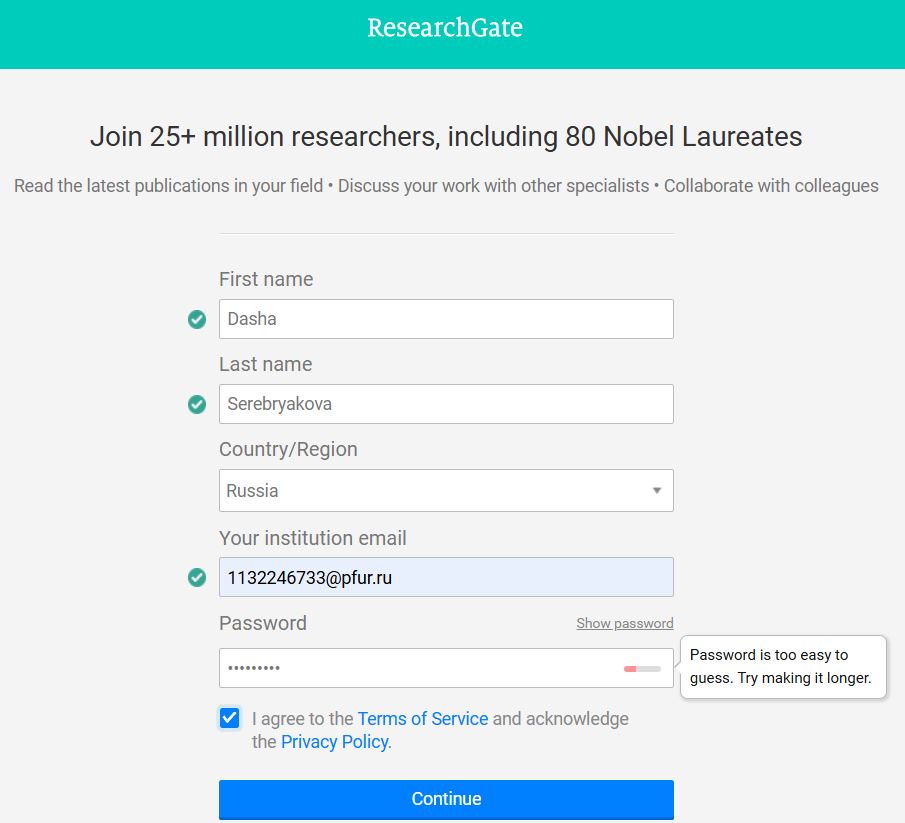 ResearchGate
Join 25+ million researchers, including 80 Nobel Laureates
Read the latest publications in your field • Discuss your work with other specialists • Collaborate with colleagues
First name
Dasha
Last name
Serebryakova
Country/Region
Russia
Your institution email
1132246733@pfur.ru
Password
Show password
•••••••••
Password is too easy to
guess. Try making it longer.
I agree to the Terms of Service and acknowledge
the Privacy Policy.
Continue